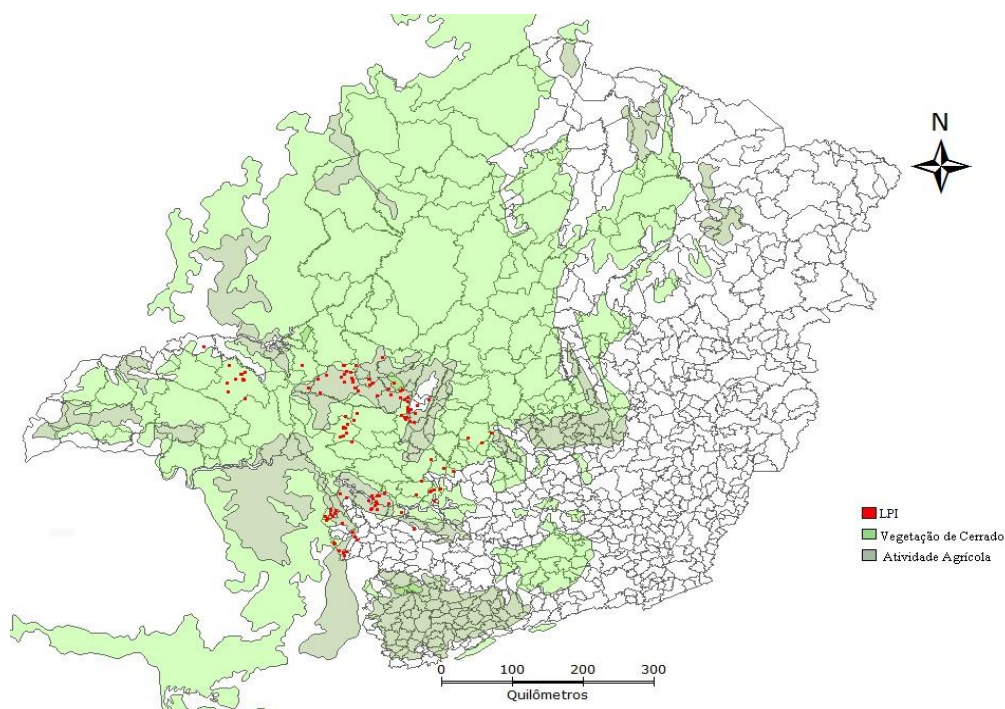 N
LPI
Vegetação de Cerrado
Atividade Agrícola
0 100 200 300
Quilômetros